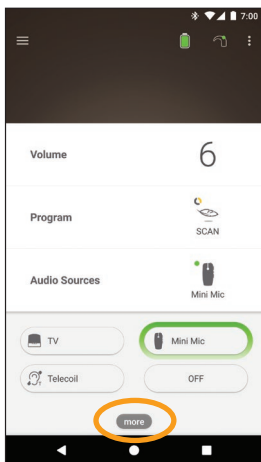 7:00
Volume 6
Program
SCAN
Audio Sources
Mini Mic
TV Mini Mic
Telecoil OFF
more